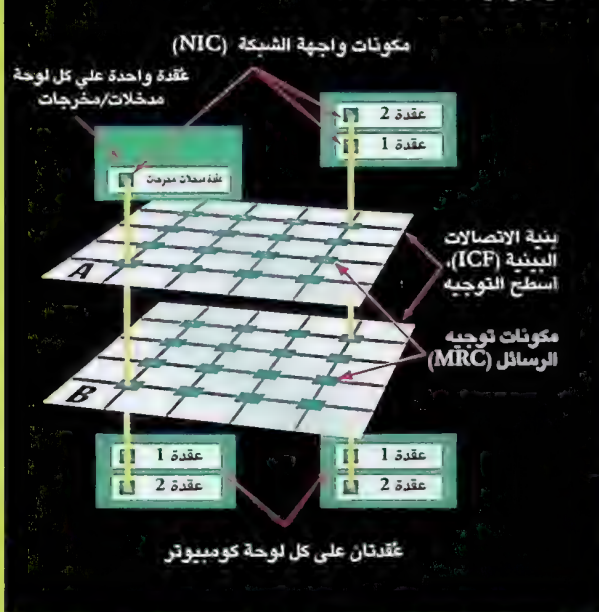 مكونات واجهة الشبكة (NIC)
عُقدة واحدة على كل لوحة
مدخلات/مخرجات
عقدة 2
عقدة 1
عقدة مدخلات مخرجات
بنية الاتصالات
البينية (ICF)،
أسطح التوجيه
A
مكونات توجيه
الرسائل (MRC)
B
عقدة 1
عقدة 2
عقدة 1
عقدة 2
عُقدتان على كل لوحة كومبيوتر